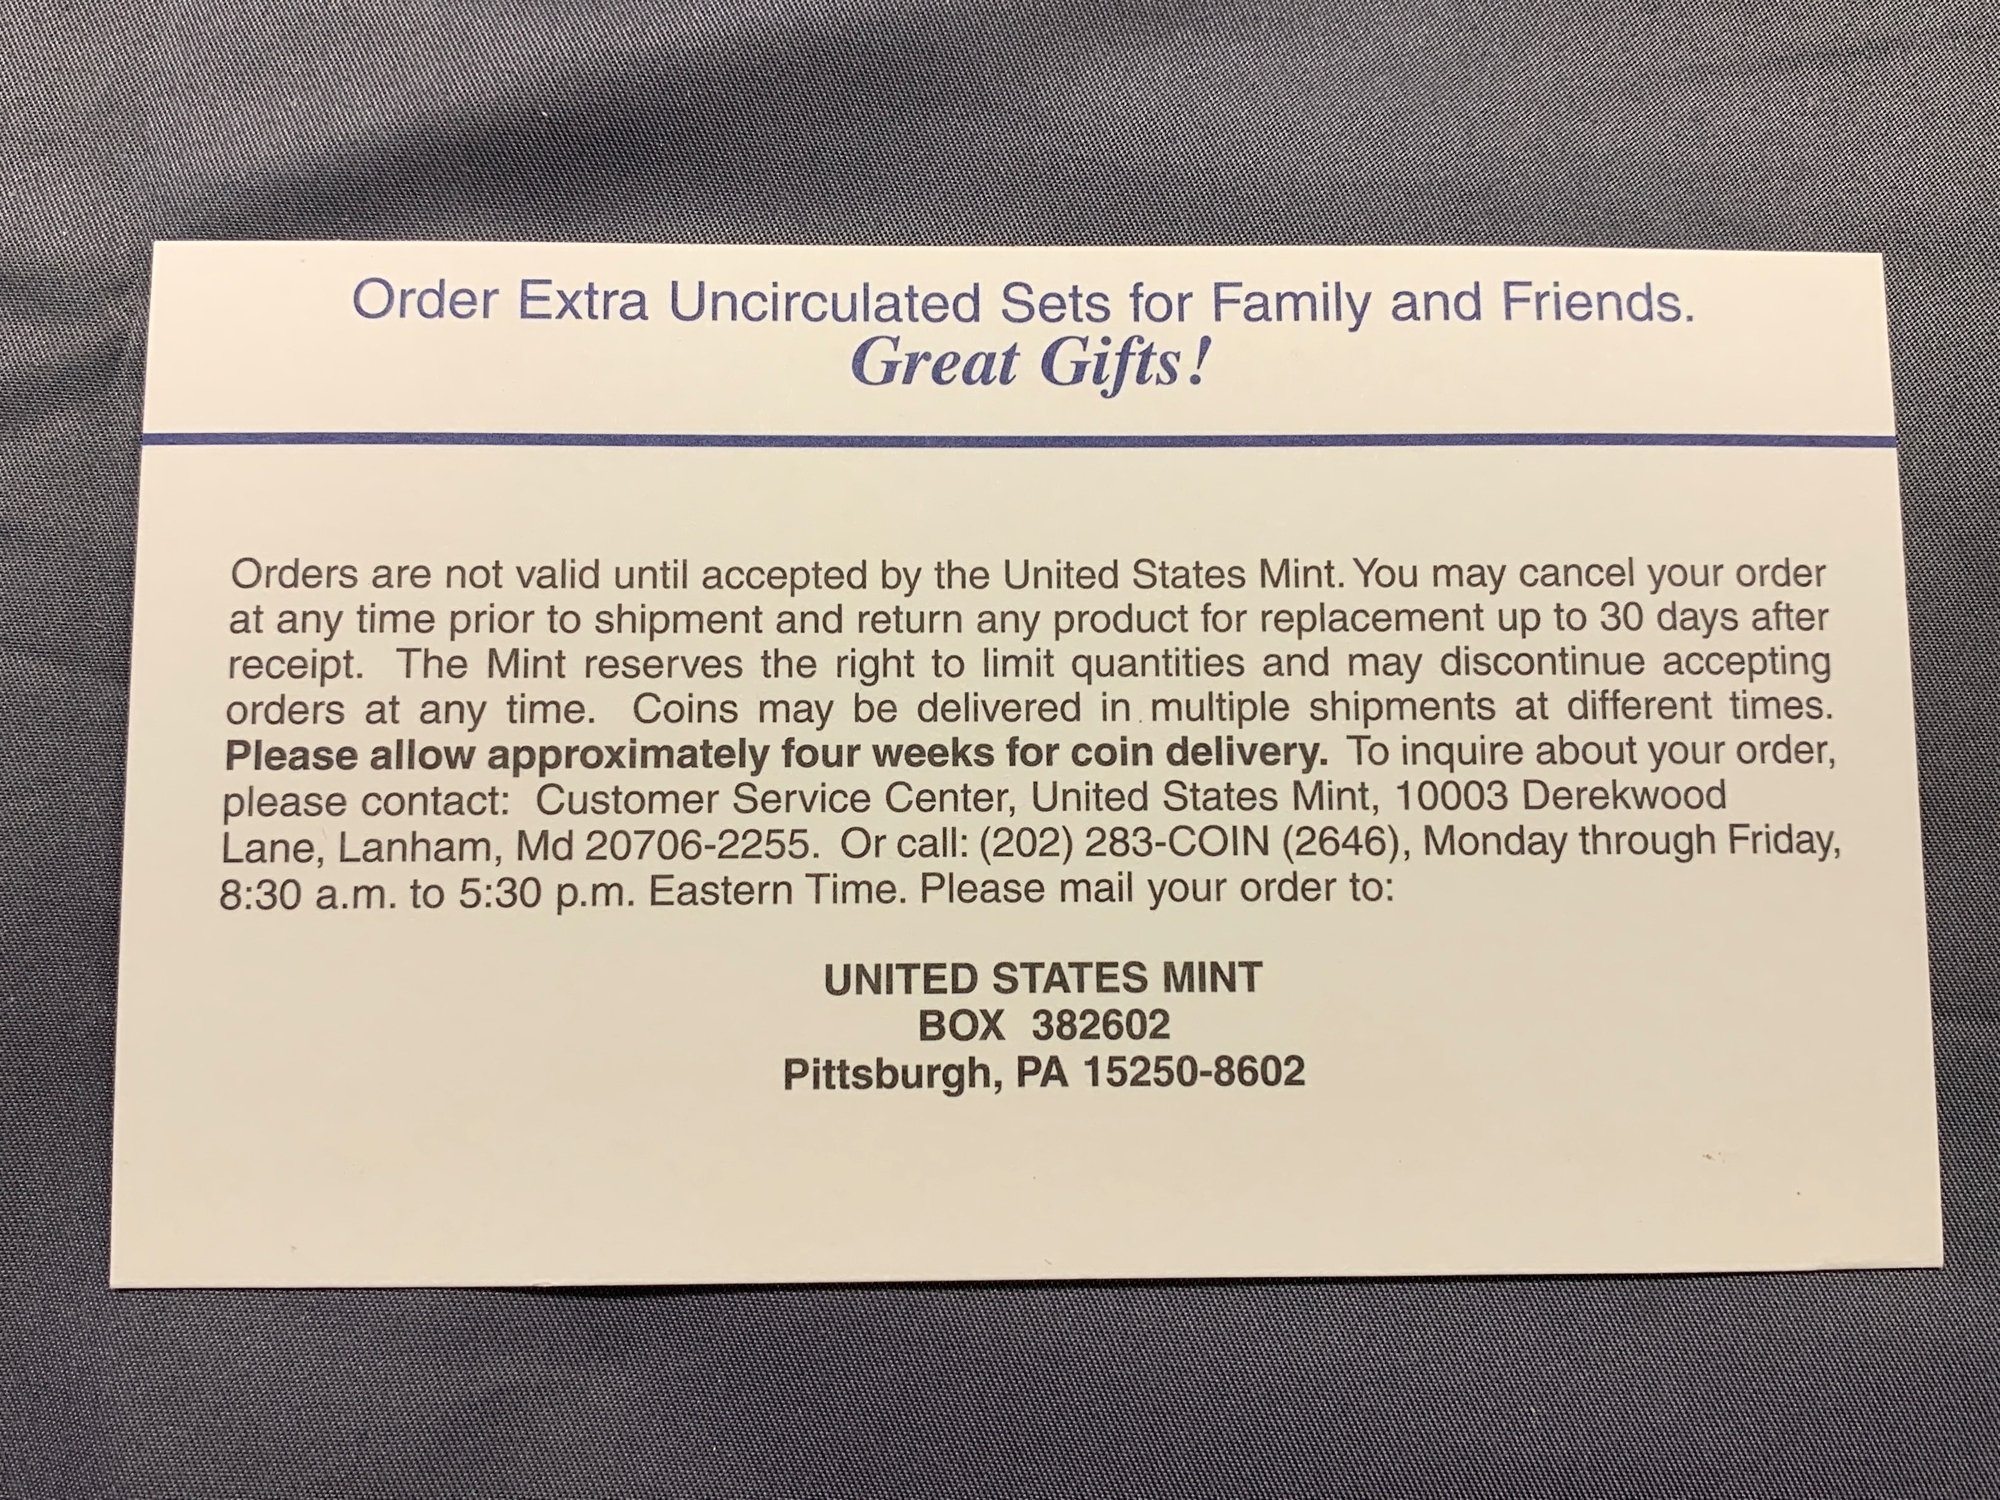 Order Extra Uncirculated Sets for Family and Friends.
Great Gifts!
Orders are not valid until accepted by the United States Mint. You may cancel your order
at any time prior to shipment and return any product for replacement up to 30 days after
receipt. The Mint reserves the right to limit quantities and may discontinue accepting
orders at any time. Coins may be delivered in multiple shipments at different times.
Please allow approximately four weeks for coin delivery. To inquire about your order,
please contact: Customer Service Center, United States Mint, 10003 Derekwood
Lane, Lanham, Md 20706-2255. Or call: (202) 283-COIN (2646), Monday through Friday,
8:30 a.m. to 5:30 p.m. Eastern Time. Please mail your order to:
UNITED STATES MINT
BOX 382602
Pittsburgh, PA 15250-8602